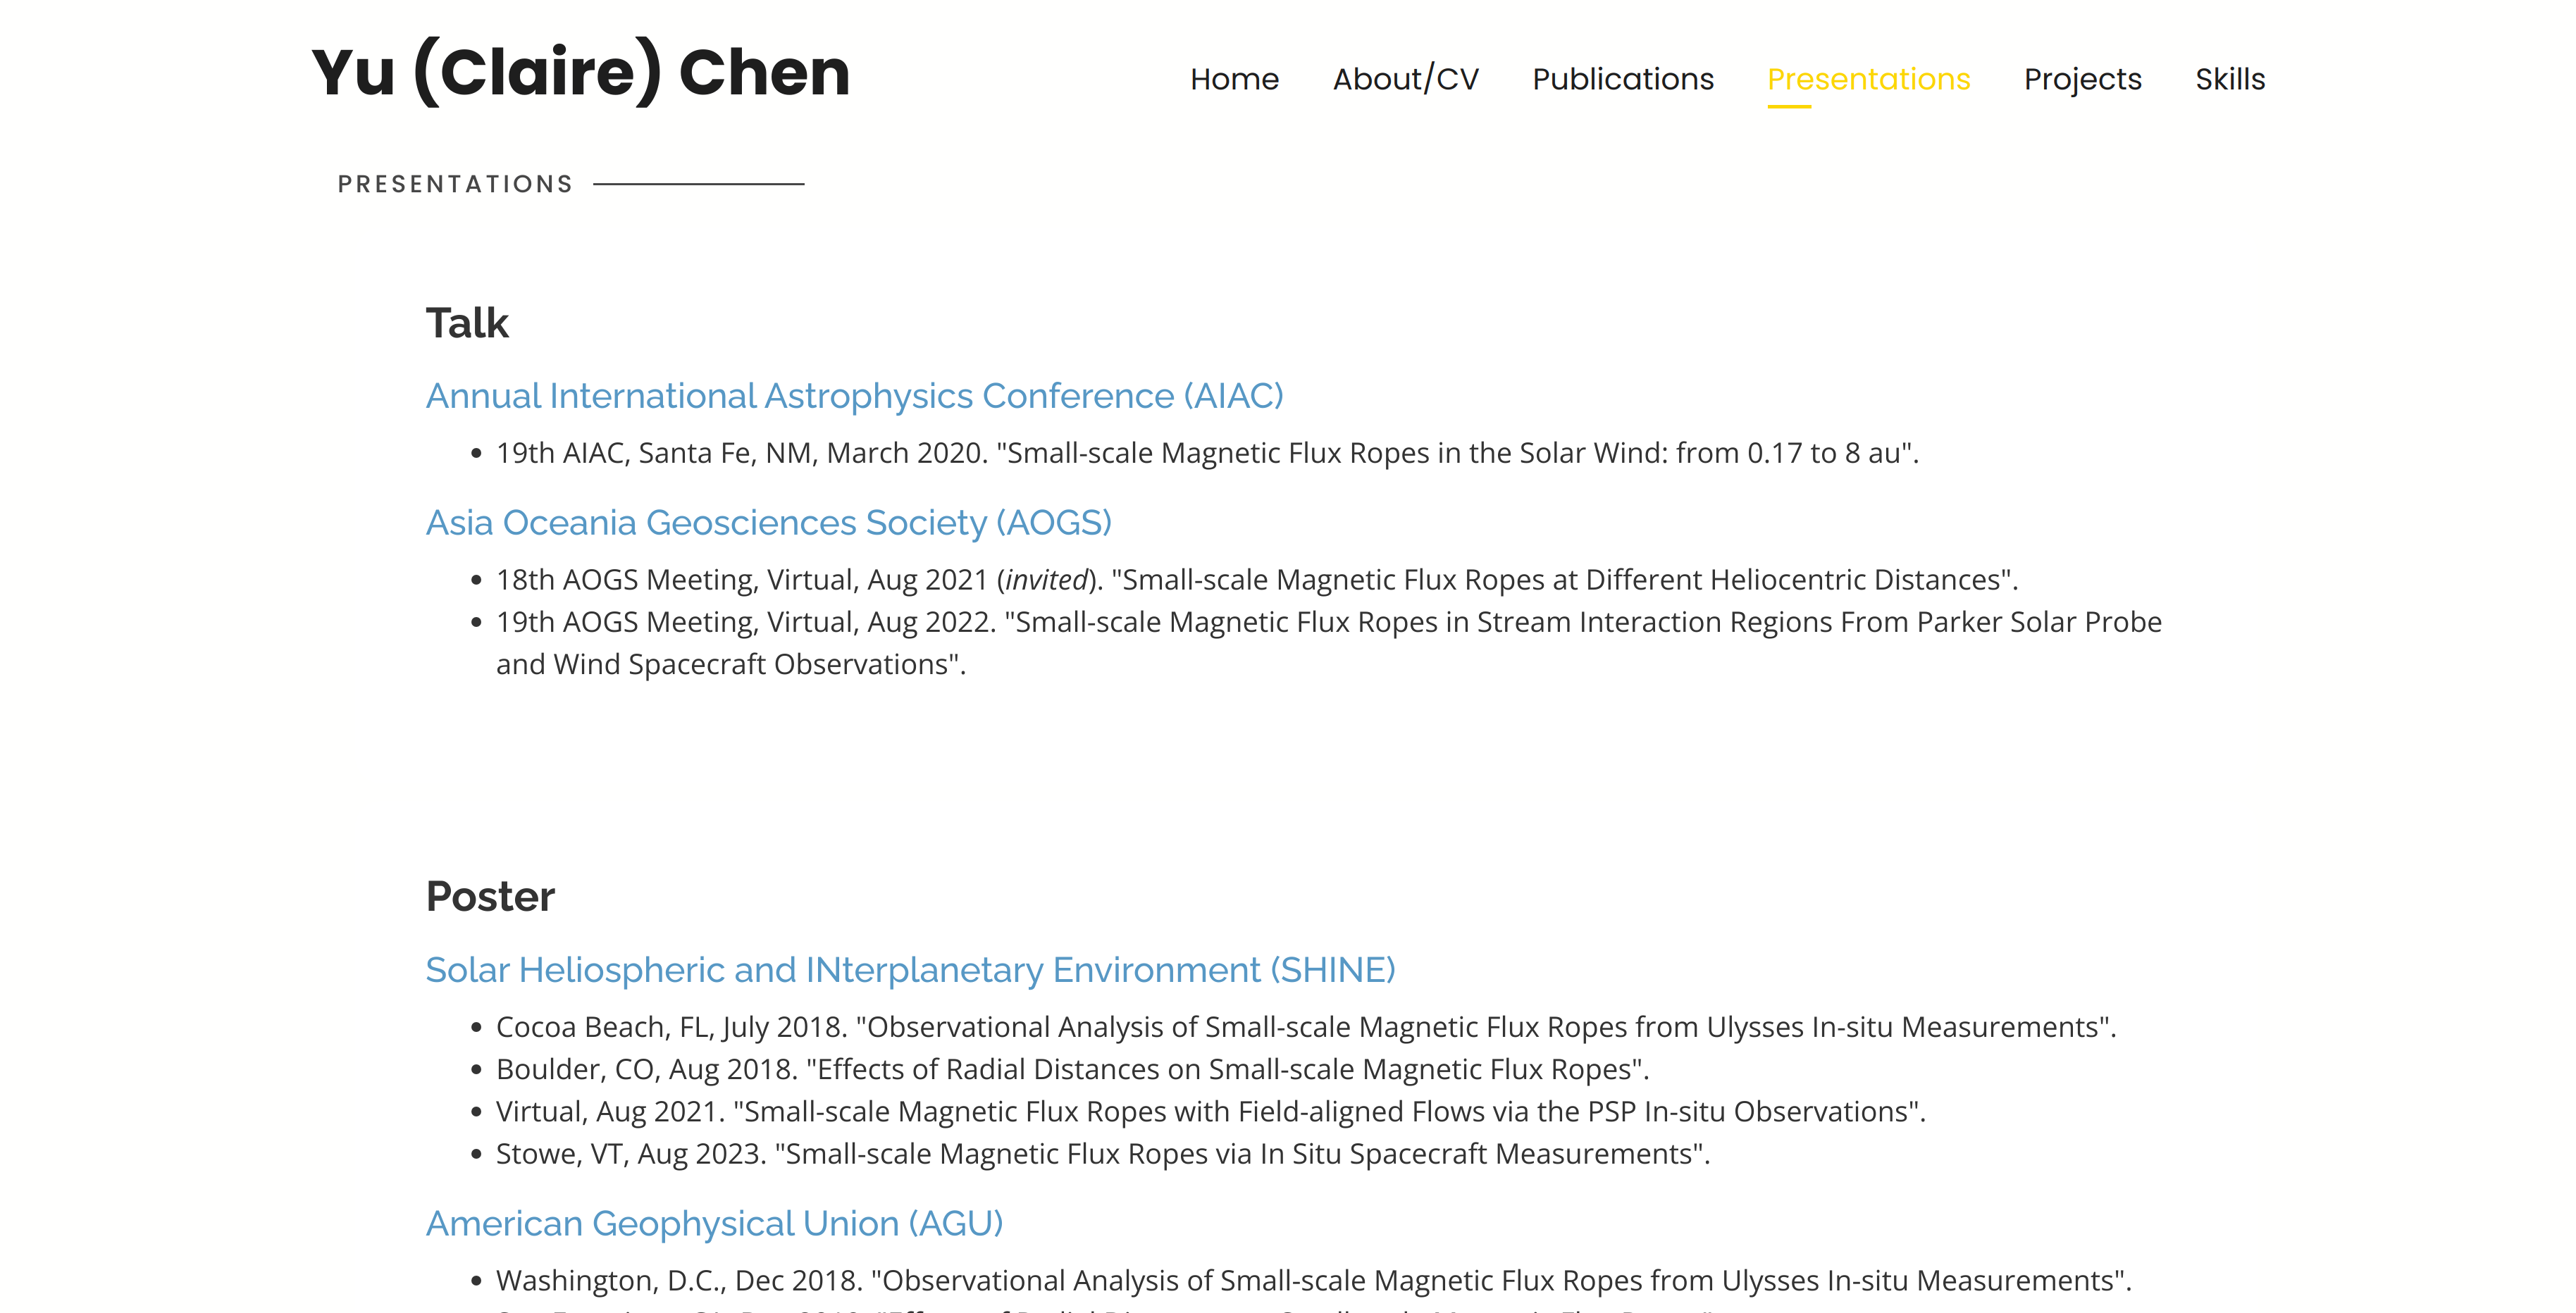 Yu (Claire) Chen
Home About/CV Publications Presentations Projects Skills
PRESENTATIONS
Talk
Annual International Astrophysics Conference (AIAC)
• 19th AIAC, Santa Fe, NM, March 2020. "Small-scale Magnetic Flux Ropes in the Solar Wind: from 0.17 to 8 au".
Asia Oceania Geosciences Society (AOGS)
• 18th AOGS Meeting, Virtual, Aug 2021 (invited). "Small-scale Magnetic Flux Ropes at Different Heliocentric Distances".
• 19th AOGS Meeting, Virtual, Aug 2022. "Small-scale Magnetic Flux Ropes in Stream Interaction Regions From Parker Solar Probe
and Wind Spacecraft Observations".
Poster
Solar Heliospheric and INterplanetary Environment (SHINE)
• Cocoa Beach, FL, July 2018. "Observational Analysis of Small-scale Magnetic Flux Ropes from Ulysses In-situ Measurements".
• Boulder, CO, Aug 2018. "Effects of Radial Distances on Small-scale Magnetic Flux Ropes".
• Virtual, Aug 2021. "Small-scale Magnetic Flux Ropes with Field-aligned Flows via the PSP In-situ Observations".
• Stowe, VT, Aug 2023. "Small-scale Magnetic Flux Ropes via In Situ Spacecraft Measurements".
American Geophysical Union (AGU)
• Washington, D.C., Dec 2018. "Observational Analysis of Small-scale Magnetic Flux Ropes from Ulysses In-situ Measurements".